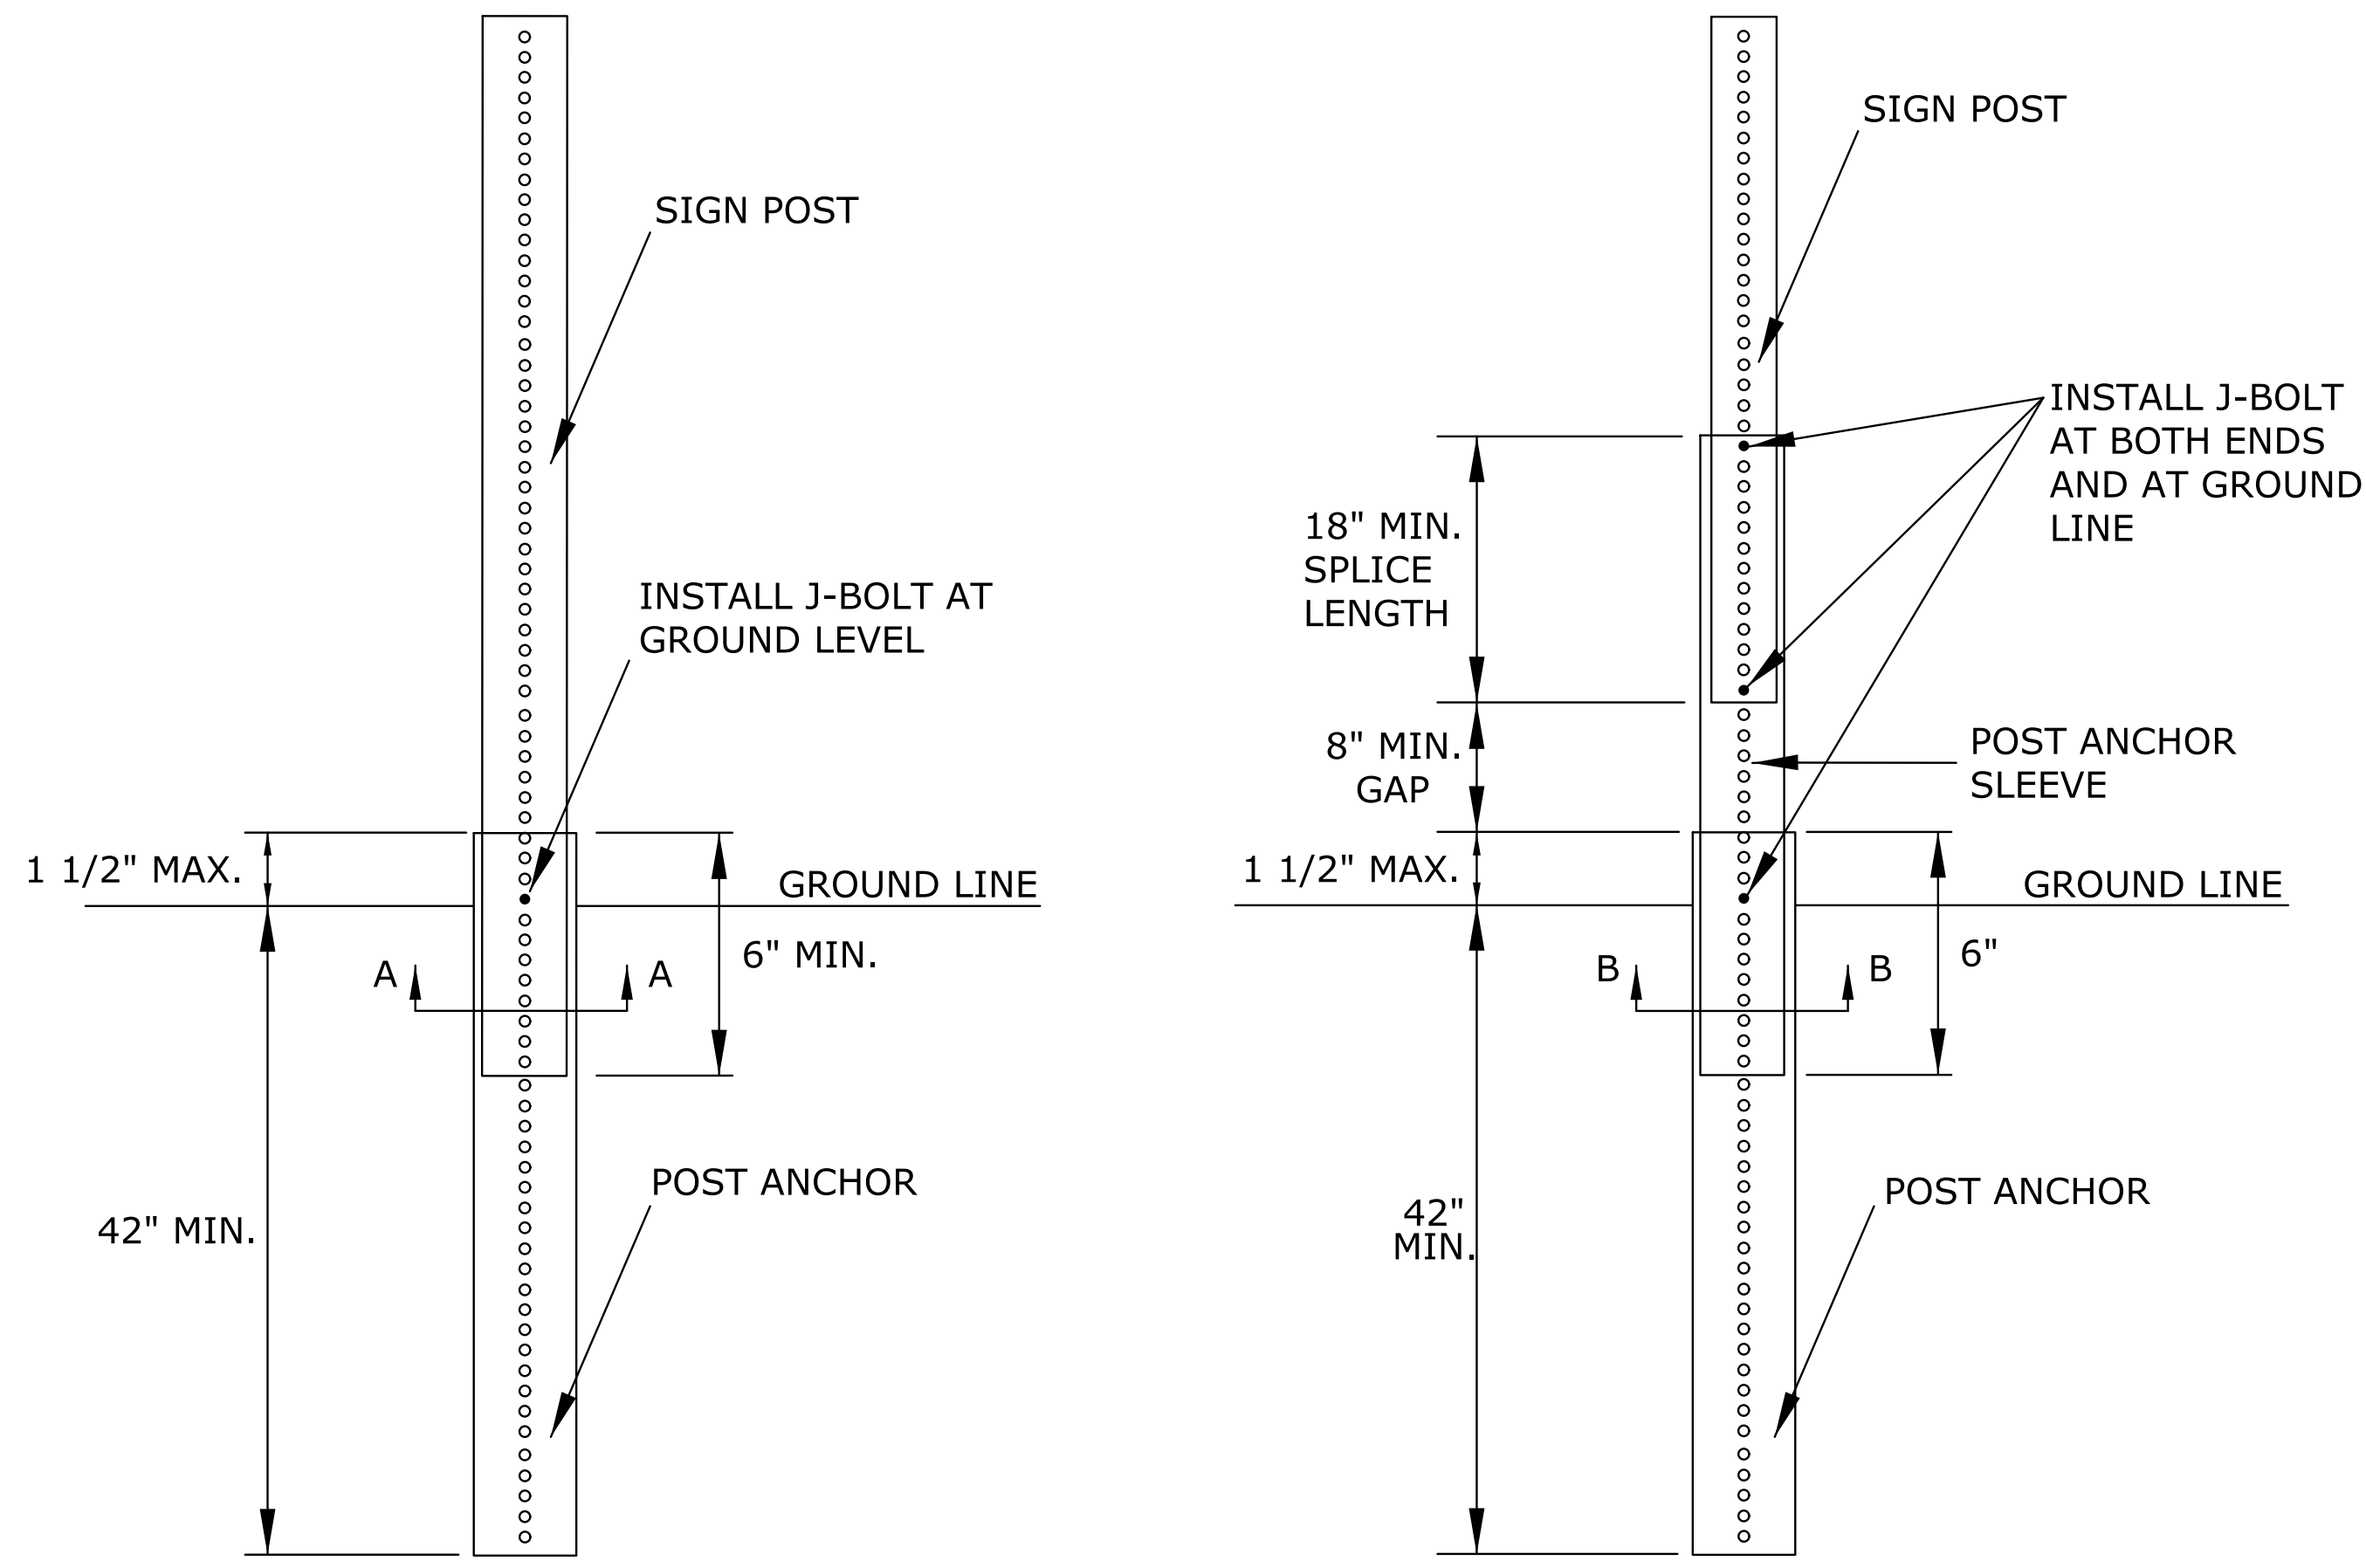 SIGN POST
INSTALL J-BOLT AT
GROUND LEVEL
1 1/2" MAX.
GROUND LINE
6" MIN.
A
A
POST ANCHOR
42" MIN.
SIGN POST
INSTALL J-BOLT
AT BOTH ENDS
AND AT GROUND
LINE
18" MIN.
SPLICE
LENGTH
8" MIN.
GAP
POST ANCHOR
SLEEVE
1 1/2" MAX.
GROUND LINE
6"
B
B
POST ANCHOR
42"
MIN.